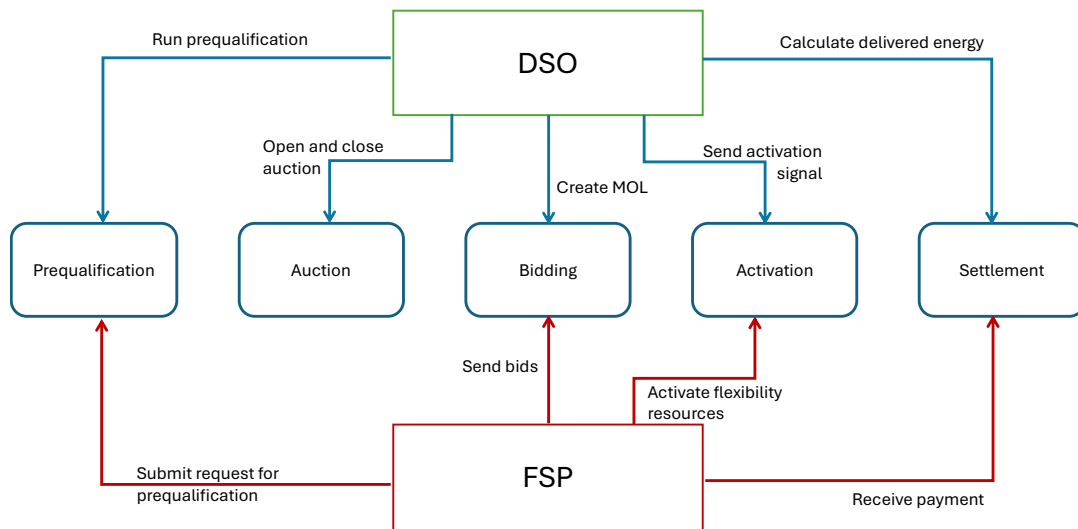 Run prequalification
DSO
Calculate delivered energy
Open and close
auction
Create MOL
Send activation
signal
Prequalification
Auction
Bidding
Activation
Settlement
Send bids
Activate flexibility
resources
Submit request for
prequalification
FSP
Receive payment